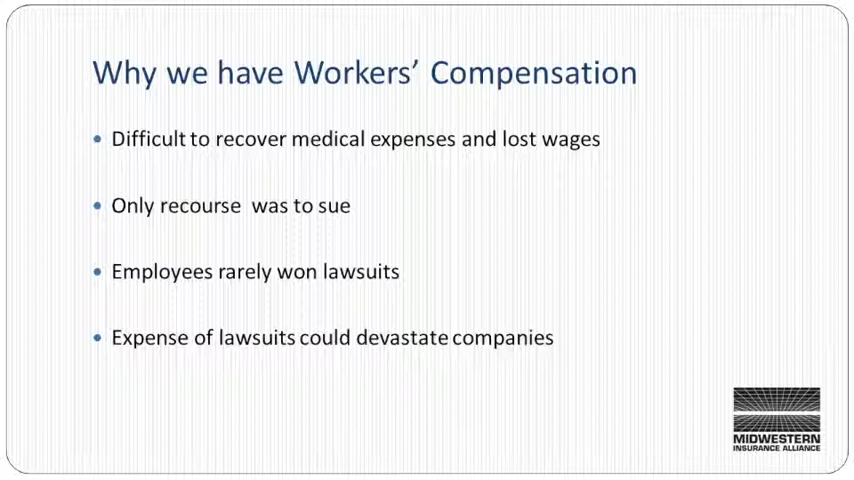 Why we have Workers’ Compensation
Difficult to recover medical expenses and lost wages
Only recourse was to sue
Employees rarely won lawsuits
Expense of lawsuits could devastate companies
MIDWESTERN
INSURANCE ALLIANCE